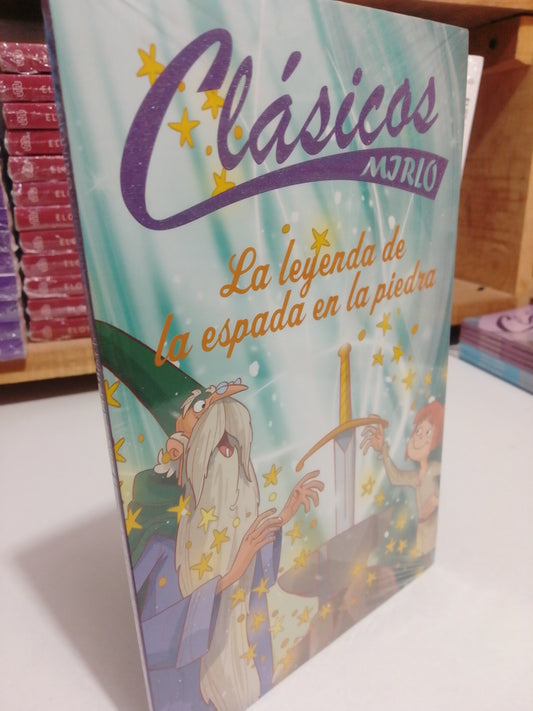 Clásicos
MIRLO
La leyenda de
la espada en la piedra